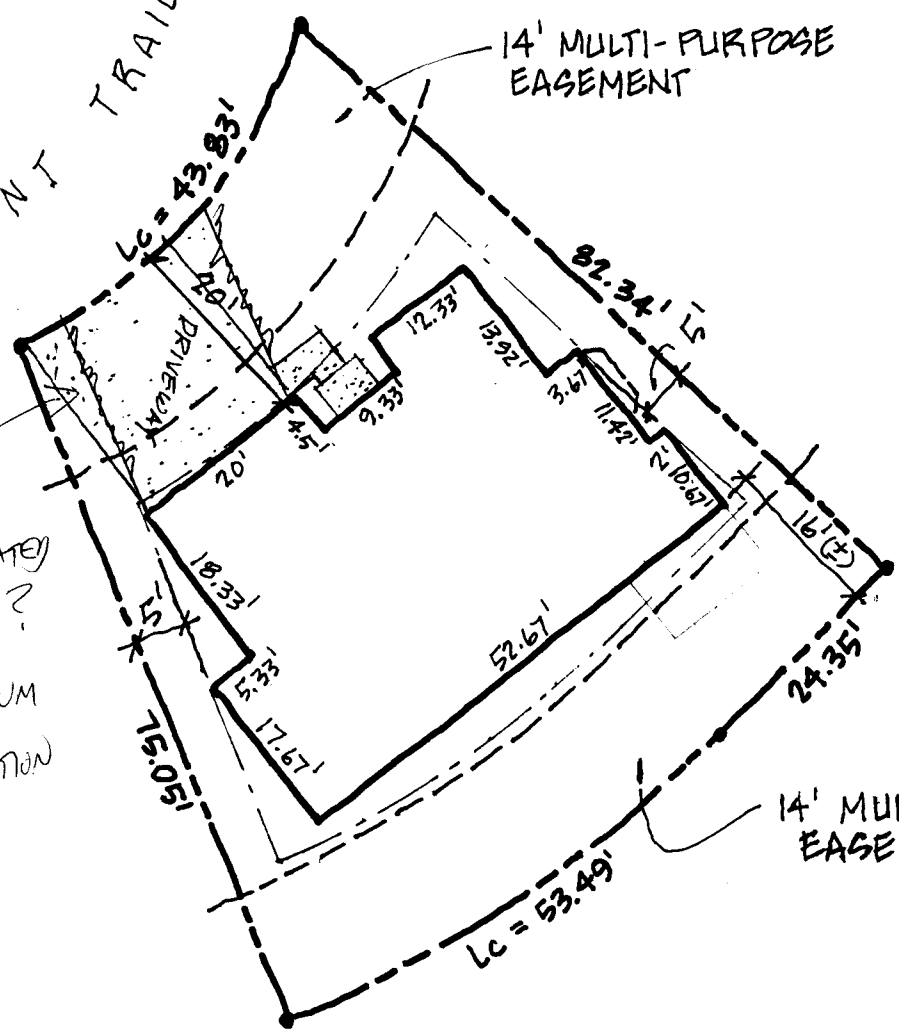 14' MULTI-PURPOSE
EASEMENT
NT TRAIL
Lc = 43.83'
82.34'
5'
20'
DRIVEWAY
12.33'
13.92'
3.67'
11.42'
2'
10.67'
9.33'
4.5'
20'
16'(±)
18.33'
5'
5.33'
52.67'
17.67'
24.35'
75.05'
14' MUL
EASE
Lc = 53.49'